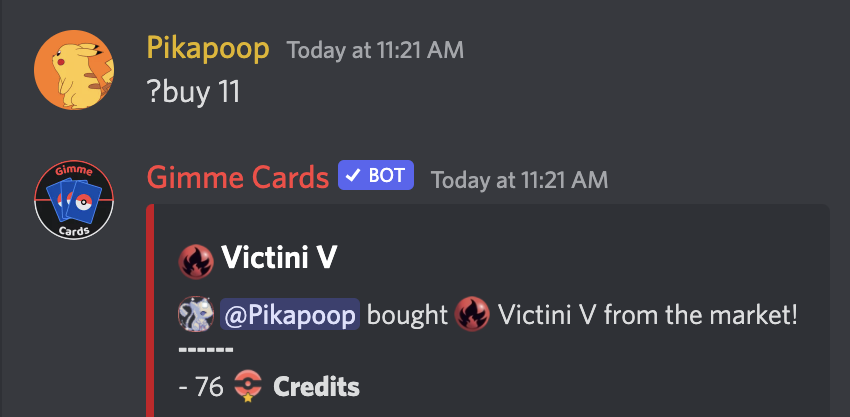 Pikapoop Today at 11:21 AM
?buy 11
Gimme
Cards
Gimme Cards ✓ BOT Today at 11:21 AM
Victini V
@Pikapoop bought Victini V from the market!
------
- 76 Credits